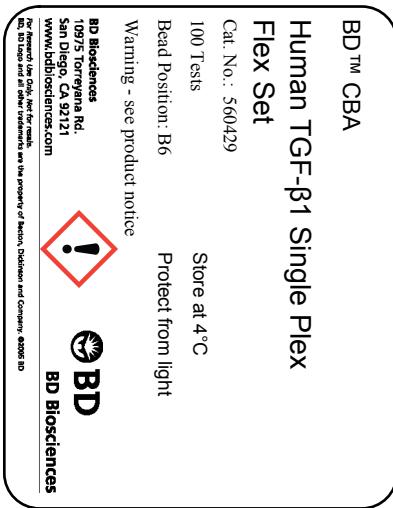 BD™ CBA
Human TGF-β1 Single Plex
Flex Set
Cat. No.: 560429
100 Tests
Store at 4°C
Bead Position: B6
Protect from light
Warning - see product notice
BD Biosciences
10975 Torreyana Rd.
San Diego, CA 92121
www.bdbiosciences.com
!
BD
BD Biosciences
For Research Use Only. Not for resale.
BD, BD Logo and all other trademarks are the property of Becton, Dickinson and Company. ©2005 BD